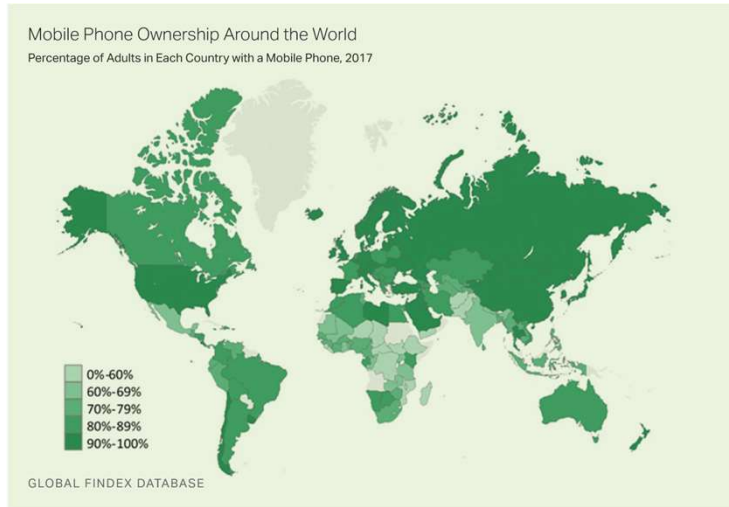 Mobile Phone Ownership Around the World
Percentage of Adults in Each Country with a Mobile Phone, 2017
0%-60%
60%-69%
70%-79%
80%-89%
90%-100%
GLOBAL FINDEX DATABASE